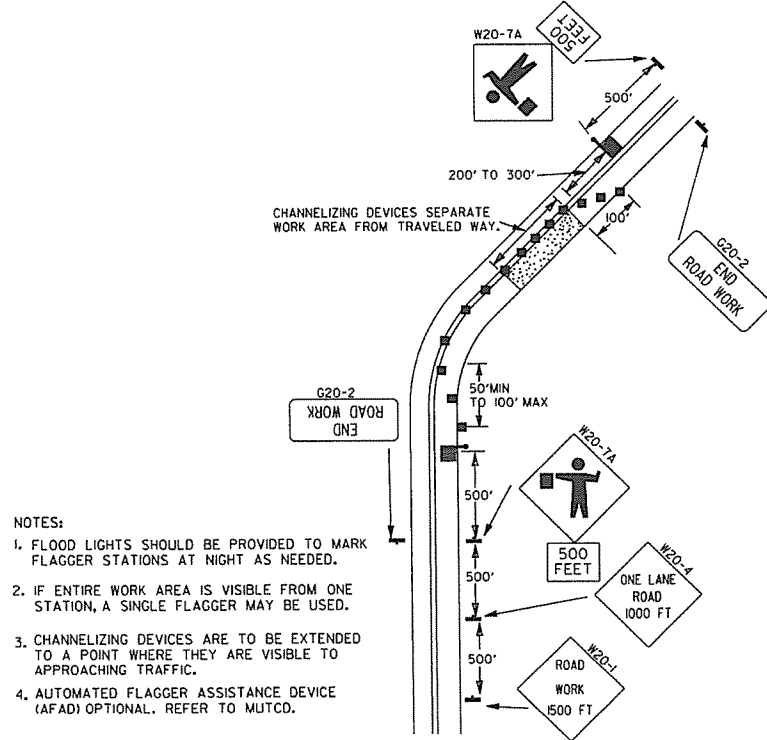 W20-7A
500
FEET
500'
200' TO 300'
CHANNELIZING DEVICES SEPARATE
WORK AREA FROM TRAVELED WAY.
100'
G20-2
END
ROAD WORK
50'MIN
TO 100' MAX
G20-2
END
ROAD WORK
W20-7A
500'
500
FEET
500'
W20-4
ONE LANE
ROAD
1000 FT
500'
W20-1
ROAD
WORK
1500 FT
NOTES:
1. FLOOD LIGHTS SHOULD BE PROVIDED TO MARK
FLAGGER STATIONS AT NIGHT AS NEEDED.
2. IF ENTIRE WORK AREA IS VISIBLE FROM ONE
STATION, A SINGLE FLAGGER MAY BE USED.
3. CHANNELIZING DEVICES ARE TO BE EXTENDED
TO A POINT WHERE THEY ARE VISIBLE TO
APPROACHING TRAFFIC.
4. AUTOMATED FLAGGER ASSISTANCE DEVICE
(AFAD) OPTIONAL. REFER TO MUTCD.